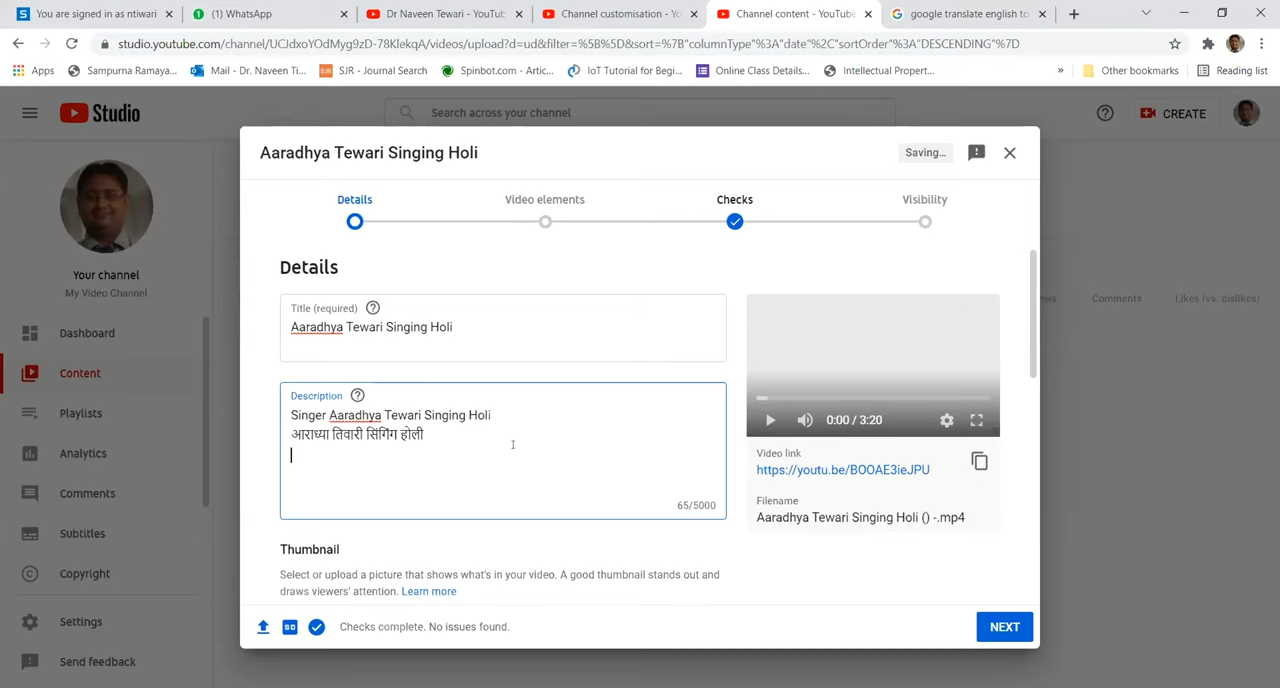 You are signed in as ntiwari
(1) WhatsApp
Dr Naveen Tewari - YouTub
Channel customisation - Yo
Channel content - YouTube
google translate english to
studio.youtube.com/channel/UCJdxoYOdMyg9zD-78KlekqA/videos/upload?d=ud&filter=%5B%5D&sort=%7B"columnType"%3A"date"%2C"sortOrder"%3A"DESCENDING"%7D
Apps
Sampurna Ramaya...
Mail - Dr. Naveen Ti...
SJR - Journal Search
Spinbot.com - Artic...
IoT Tutorial for Begi...
Online Class Details...
Intellectual Propert...
»
Other bookmarks
Reading list
Studio
Search across your channel
CREATE
Aaradhya Tewari Singing Holi
Saving...
Details
Video elements
Checks
Visibility
Your channel
My Video Channel
Dashboard
Content
Playlists
Analytics
Comments
Subtitles
Copyright
Settings
Send feedback
Details
Title (required)
Aaradhya Tewari Singing Holi
Description
Singer Aaradhya Tewari Singing Holi
आराध्या तिवारी सिंगिंग होली
65/5000
0:00 / 3:20
Video link
https://youtu.be/BOOAE3ieJPU
Filename
Aaradhya Tewari Singing Holi () -.mp4
Comments
Likes (vs. dislikes)
Thumbnail
Select or upload a picture that shows what's in your video. A good thumbnail stands out and
draws viewers' attention. Learn more
SD
Checks complete. No issues found.
NEXT